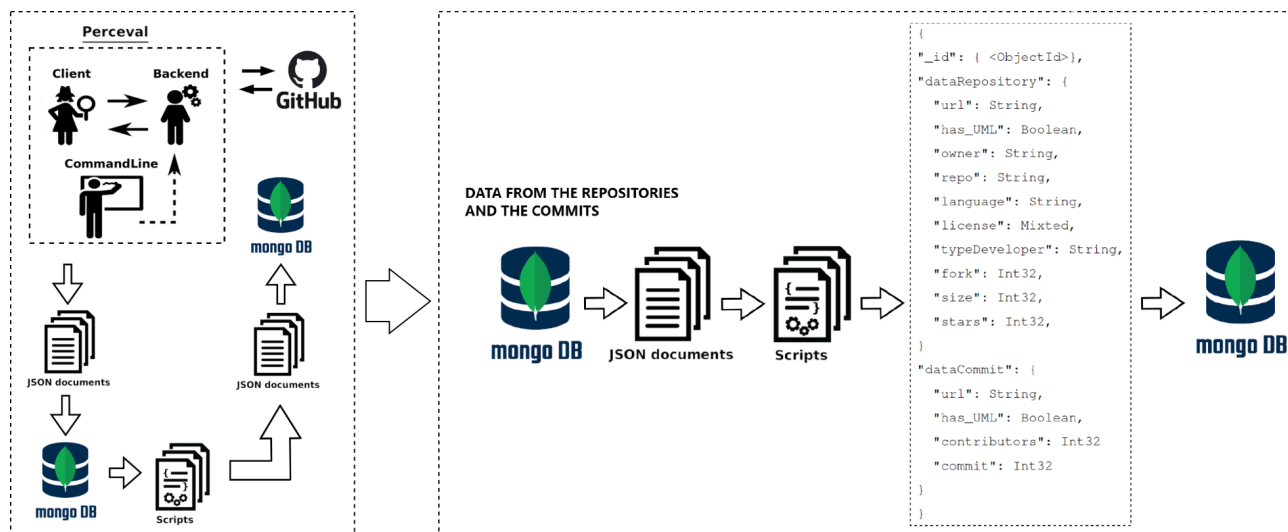 Perceval
Client
Backend
GitHub
CommandLine
mongo DB
JSON documents
JSON documents
mongo DB
Scripts
DATA FROM THE REPOSITORIES
AND THE COMMITS
mongo DB
JSON documents
Scripts
{
"_id": { <ObjectId>},
"dataRepository": {
"url": String,
"has_UML": Boolean,
"owner": String,
"repo": String,
"language": String,
"license": Mixted,
"typeDeveloper": String,
"fork": Int32,
"size": Int32,
"stars": Int32,
}
"dataCommit": {
"url": String,
"has_UML": Boolean,
"contributors": Int32
"commit": Int32
}
}
mongo DB